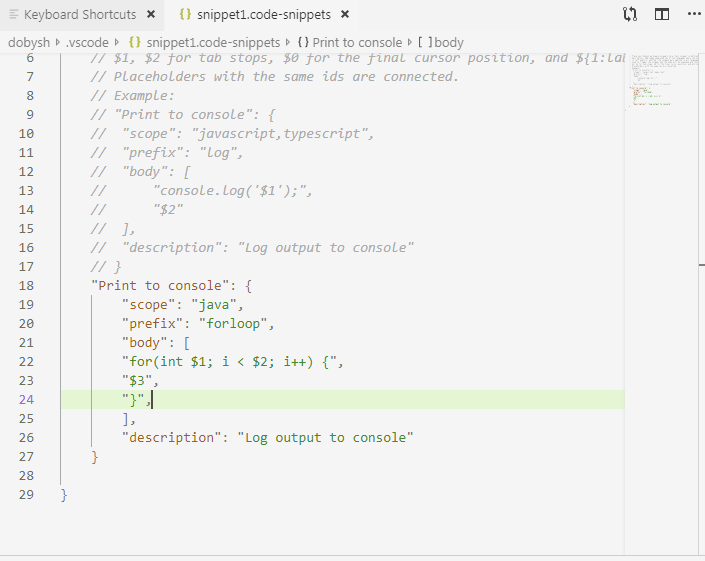 Keyboard Shortcuts × {} snippet1.code-snippets ×
dobysh › .vscode › {} snippet1.code-snippets › {} Print to console › [ ] body
6 // $1, $2 for tab stops, $0 for the final cursor position, and ${1:lab
7 // Placeholders with the same ids are connected.
8 // Example:
9 // "Print to console": {
10 // "scope": "javascript,typescript",
11 // "prefix": "log",
12 // "body": [
13 // "console.log('$1');",
14 // "$2"
15 // ],
16 // "description": "Log output to console"
17 // }
18 "Print to console": {
19 "scope": "java",
20 "prefix": "forloop",
21 "body": [
22 "for(int $1; i < $2; i++) {",
23 "$3",
24 "}",
25 ],
26 "description": "Log output to console"
27 }
28
29 }